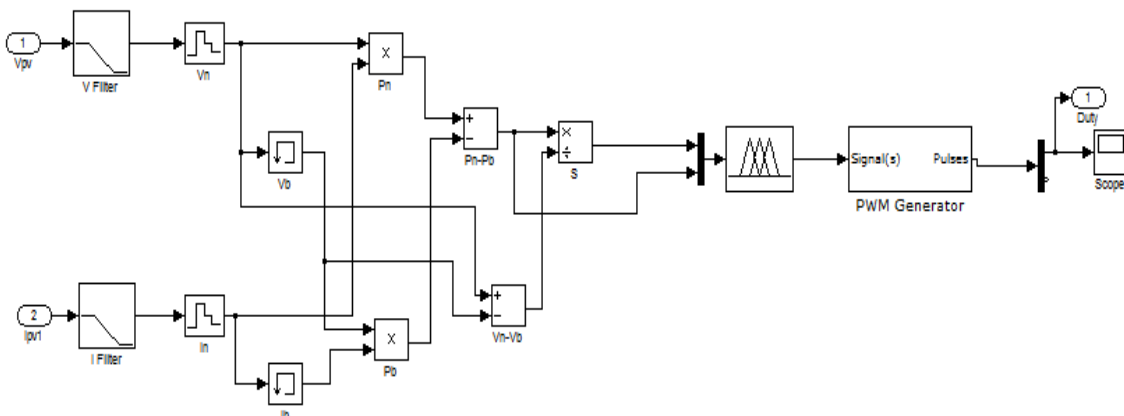 1
Vpv
V Filter
Vn
X
Pn
Vb
+
−
Pn-Pb
×
÷
S
Signal(s)
Pulses
PWM Generator
1
Duty
Scope
2
Ipv1
I Filter
In
X
Pb
+
−
Vn-Vb